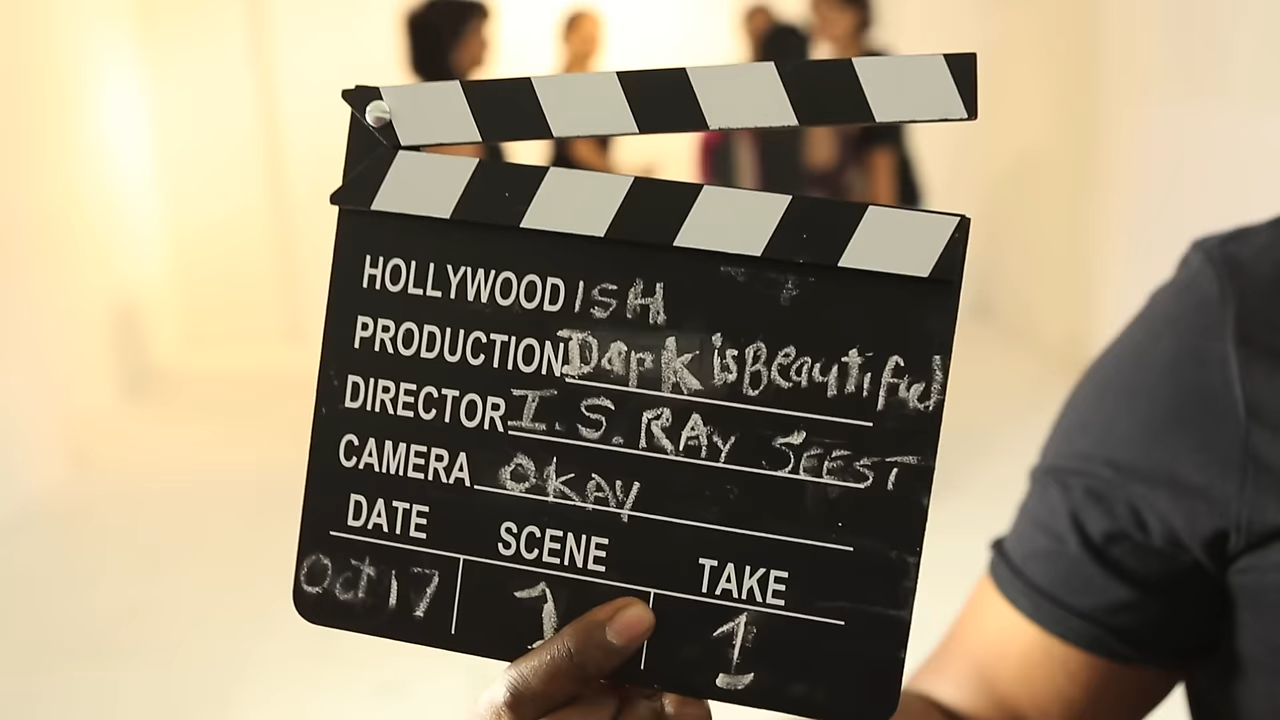 HOLLYWOOD ISH
PRODUCTION Dark is Beautiful
DIRECTOR I. S. RAY SEEST
CAMERA OKAY
DATE SCENE TAKE
Oct 17 1 1